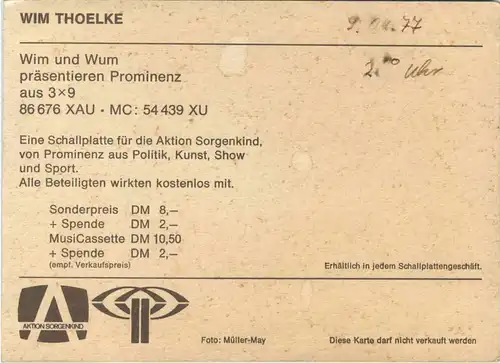 WIM THOELKE
9. 77
Uhr
Wim und Wum
präsentieren Prominenz
aus 3×9
86 676 XAU · MC: 54 439 XU
Eine Schallplatte für die Aktion Sorgenkind,
von Prominenz aus Politik, Kunst, Show
und Sport.
Alle Beteiligten wirkten kostenlos mit.
Sonderpreis DM 8,—
+ Spende DM 2,—
MusiCassette DM 10,50
+ Spende DM 2,—
(empf. Verkaufspreis)
Erhältlich in jedem Schallplattengeschäft.
AKTION SORGENKIND
Foto: Müller-May
Diese Karte darf nicht verkauft werden